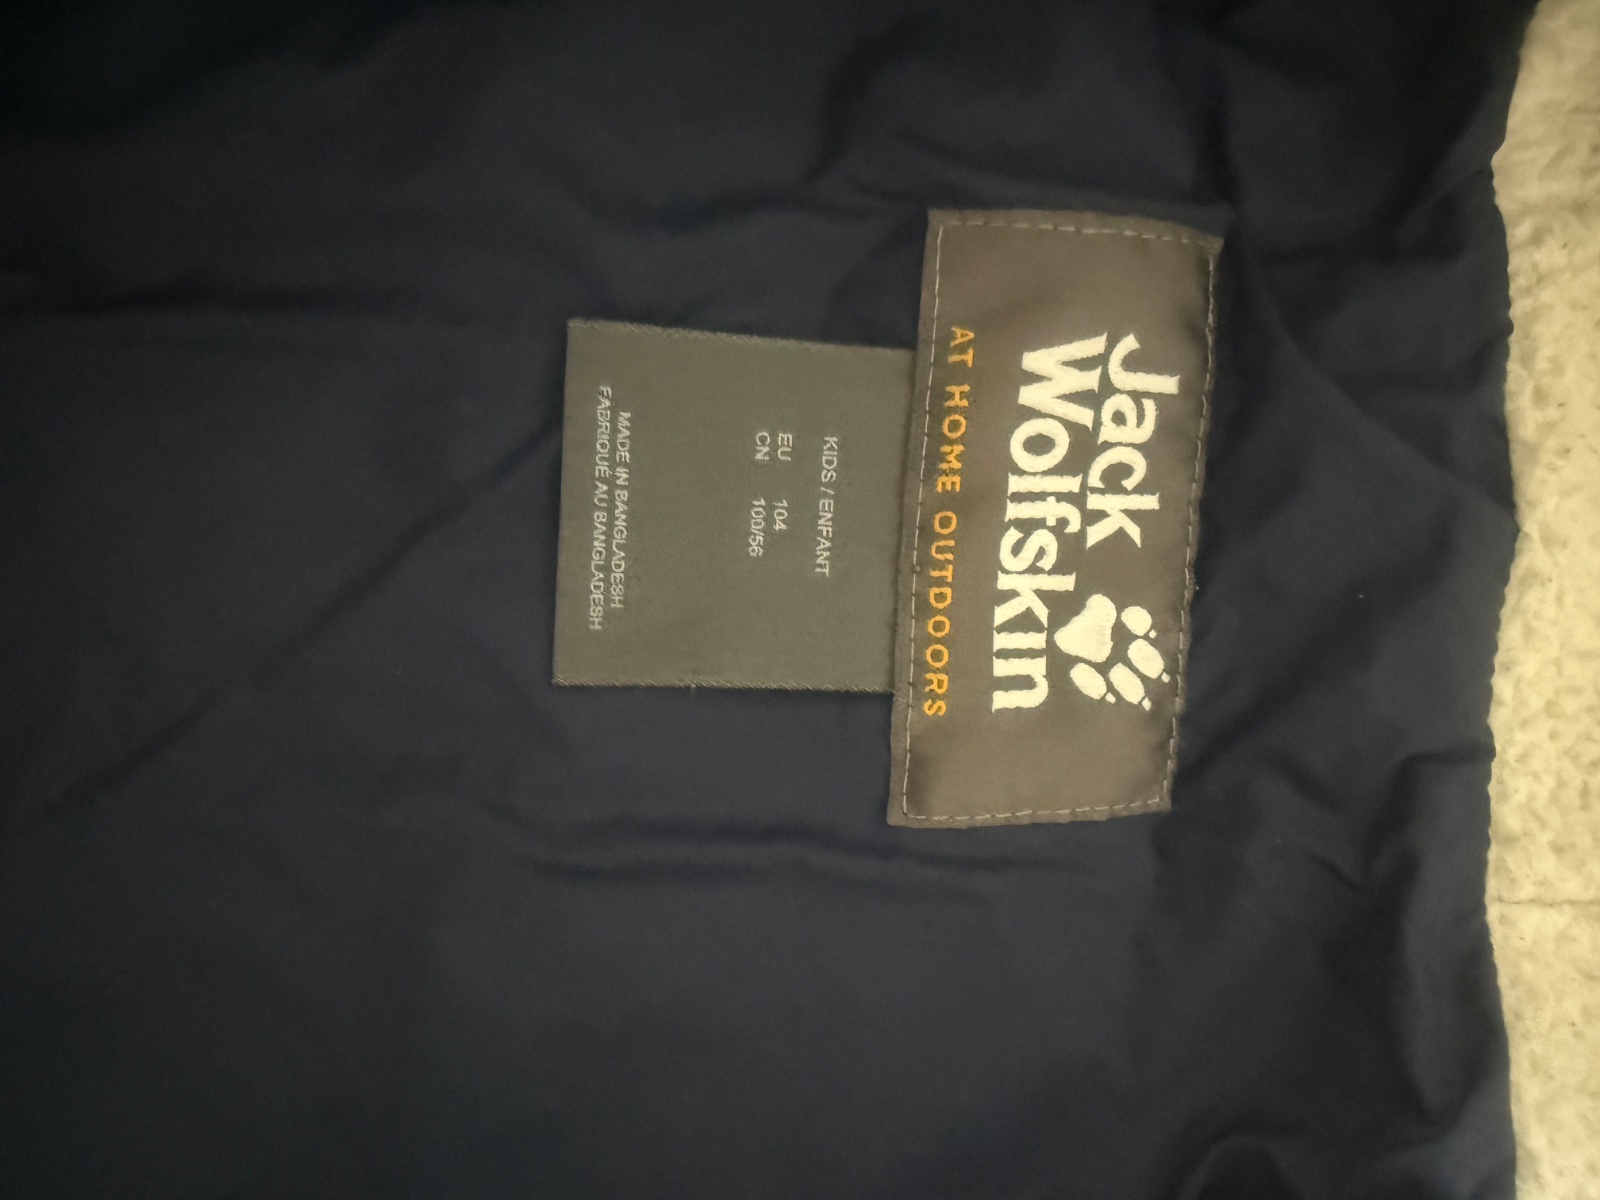 Jack
Wolfskin
AT HOME OUTDOORS
KIDS / ENFANT
EU 104
CN 100/56
MADE IN BANGLADESH
FABRIQUÉ AU BANGLADESH